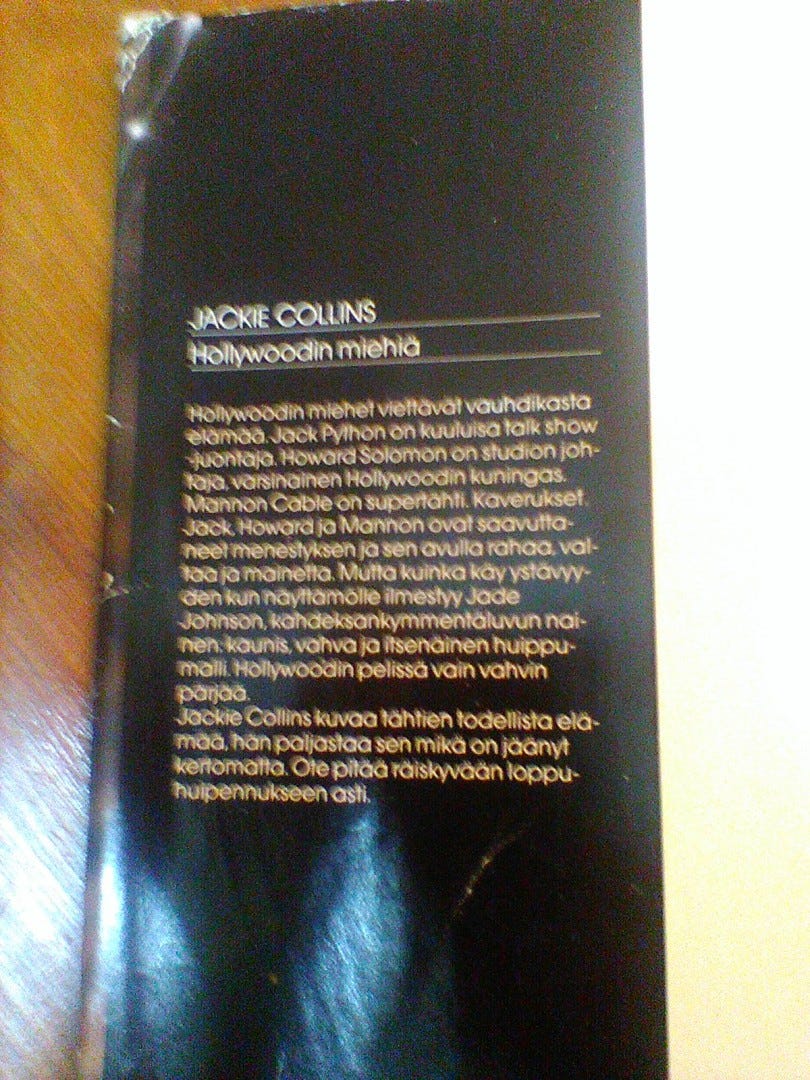 JACKIE COLLINS
Hollywoodin miehiä
Hollywoodin miehet viettävät vauhdikasta
elämää. Jack Python on kuuluisa talk show
-juontaja. Howard Solomon on studion joh-
taja, varsinainen Hollywoodin kuningas.
Mannon Cable on supertähti. Kaverukset
Jack, Howard ja Mannon ovat saavutta-
neet menestyksen ja sen avulla rahaa, val-
taa ja mainetta. Mutta kuinka käy ystävyy-
den kun näyttämölle ilmestyy Jade
Johnson, kahdeksankymmentäluvun nai-
nen: kaunis, vahva ja itsenäinen huippu-
malli. Hollywoodin pelissä vain vahvin
pärjää.
Jackie Collins kuvaa tähtien todellista elä-
mää, hän paljastaa sen mikä on jäänyt
kertomatta. Ote pitää räiskyvään loppu-
huipennukseen asti.